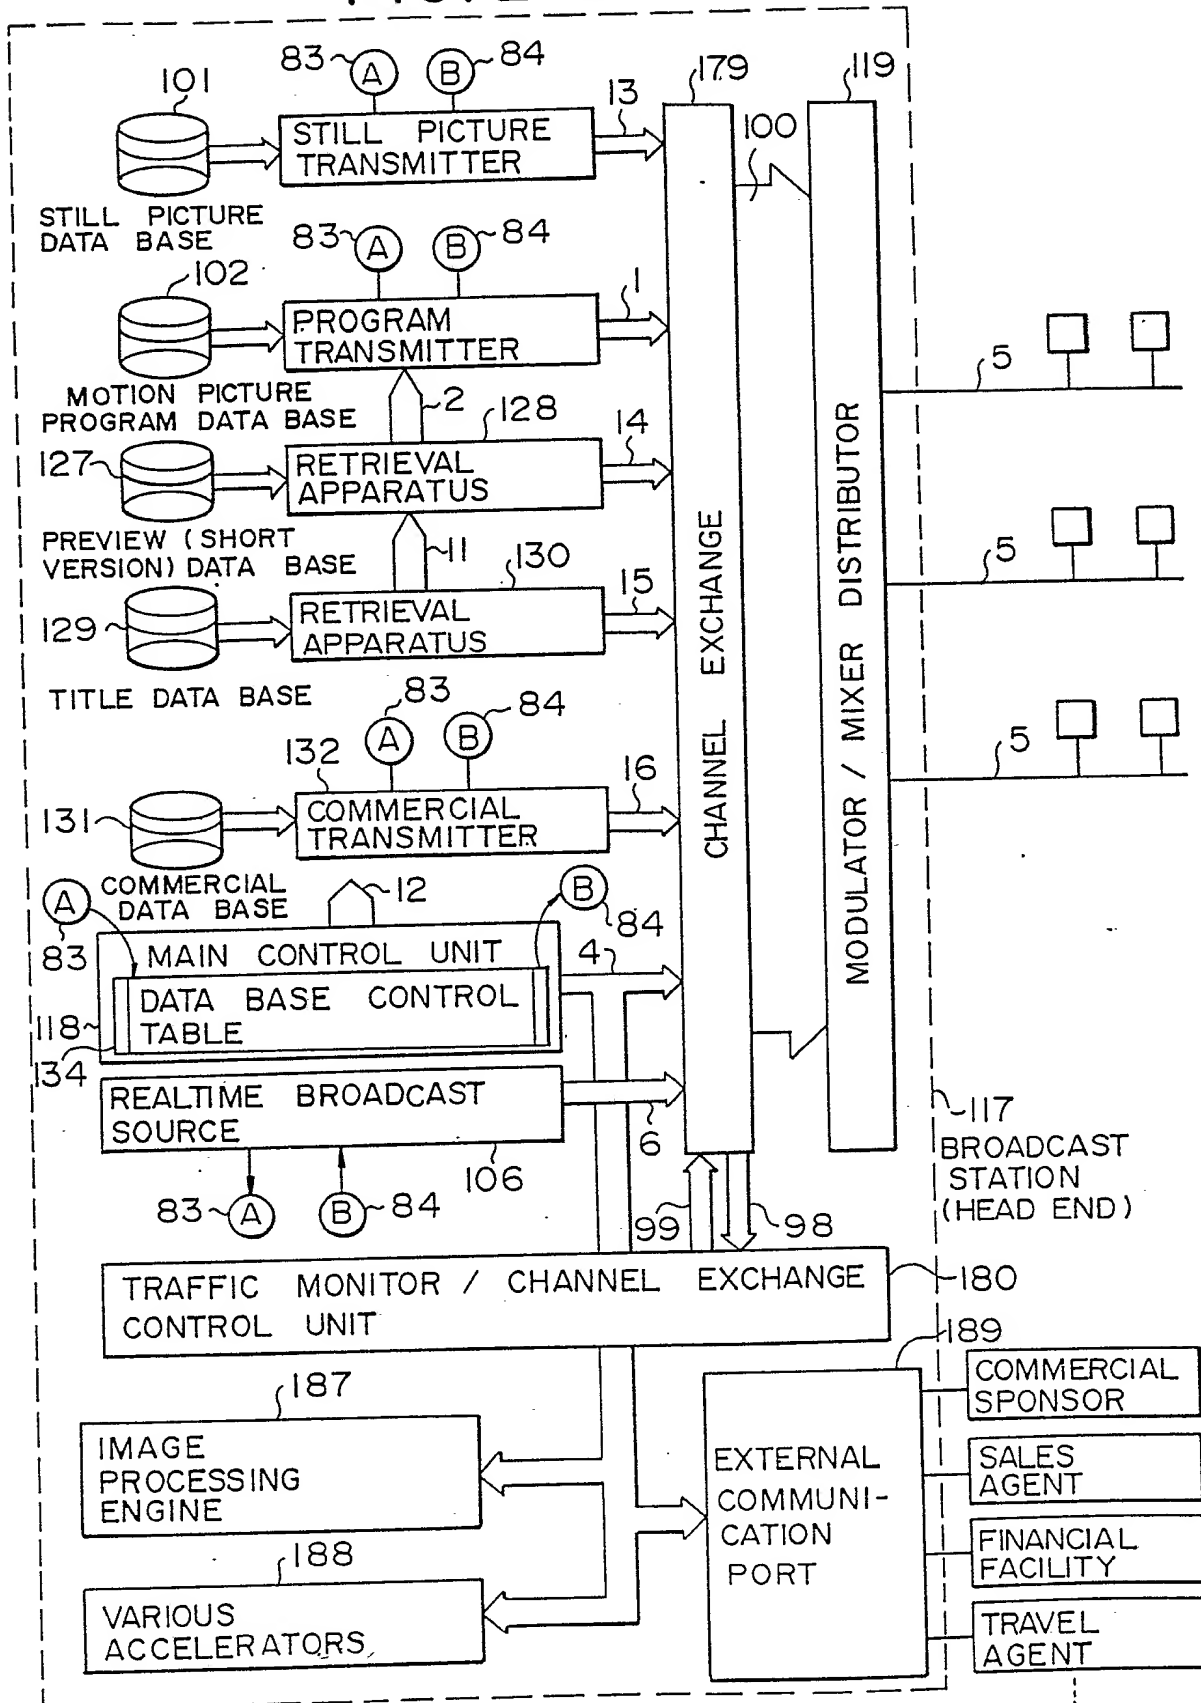 83
A
B
84
179
119
101
13
100
STILL PICTURE
TRANSMITTER
STILL PICTURE
DATA BASE
83
A
B
84
102
1
PROGRAM
TRANSMITTER
MOTION PICTURE
PROGRAM DATA BASE
2
128
14
127
RETRIEVAL
APPARATUS
PREVIEW (SHORT
VERSION) DATA BASE
11
130
15
129
RETRIEVAL
APPARATUS
TITLE DATA BASE
83
A
B
84
132
16
131
COMMERCIAL
TRANSMITTER
COMMERCIAL
DATA BASE
12
A
83
B
84
MAIN CONTROL UNIT
4
DATA BASE CONTROL
TABLE
118
134
REALTIME BROADCAST
SOURCE
6
106
83
A
B
84
99
98
CHANNEL EXCHANGE
MODULATOR / MIXER DISTRIBUTOR
5
5
5
117
BROADCAST
STATION
(HEAD END)
TRAFFIC MONITOR / CHANNEL EXCHANGE
CONTROL UNIT
180
189
187
IMAGE
PROCESSING
ENGINE
188
VARIOUS
ACCELERATORS
EXTERNAL
COMMUNI-
CATION
PORT
COMMERCIAL
SPONSOR
SALES
AGENT
FINANCIAL
FACILITY
TRAVEL
AGENT